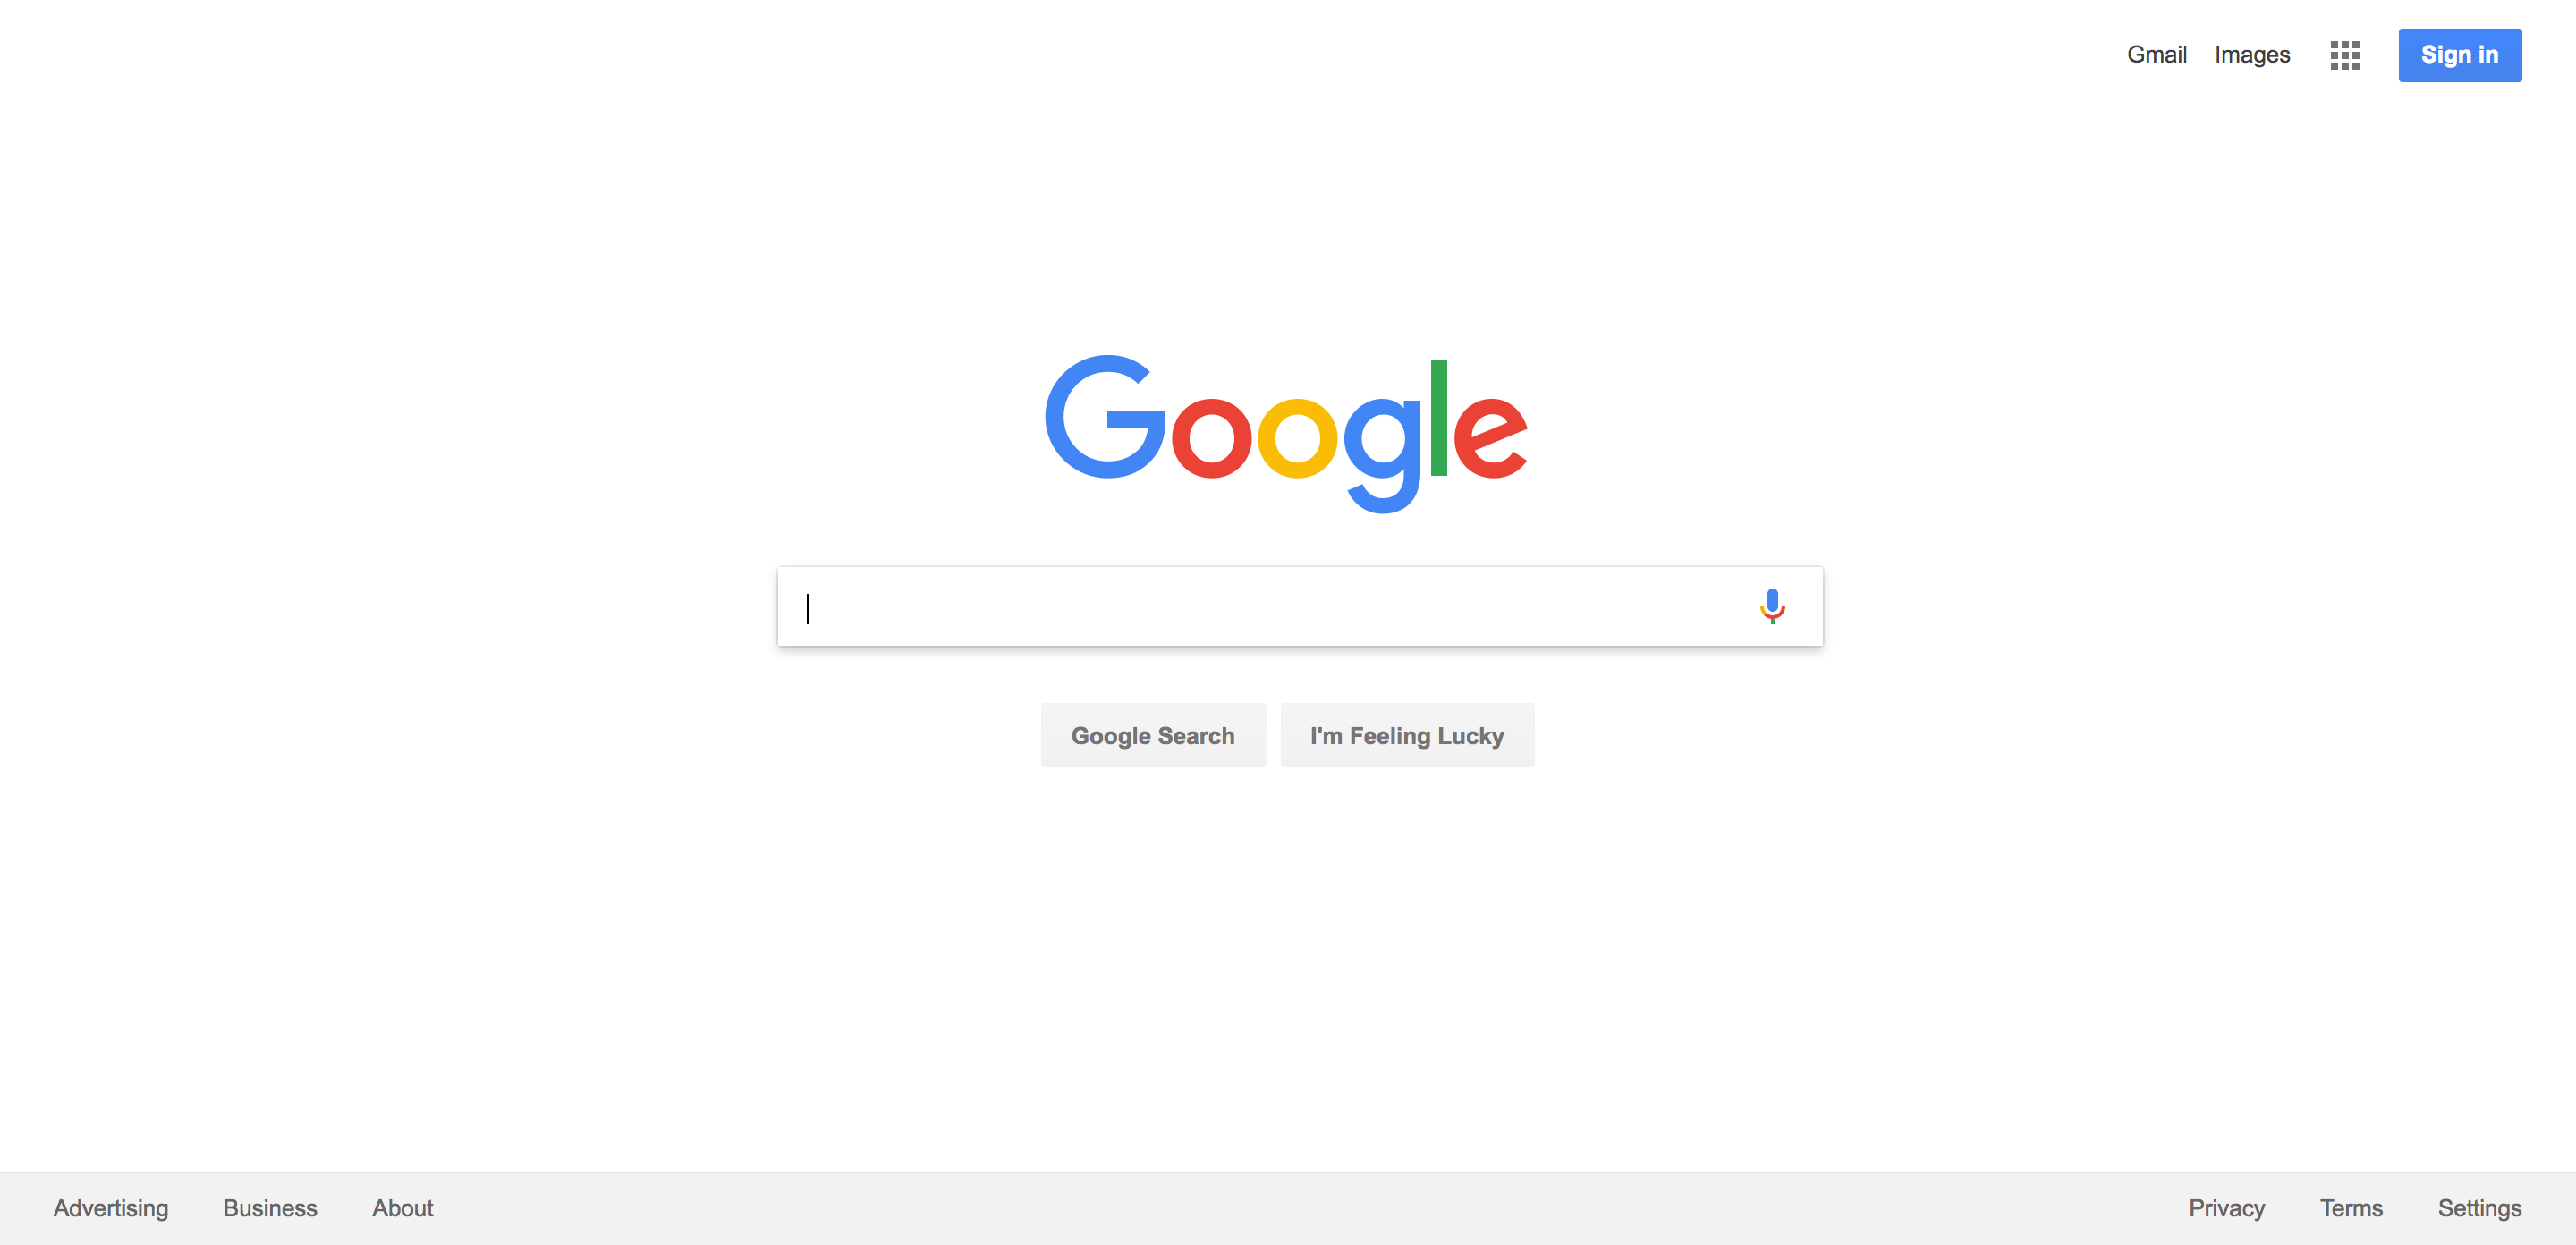 Gmail Images Sign in
Google
Google Search I'm Feeling Lucky
Advertising Business About Privacy Terms Settings